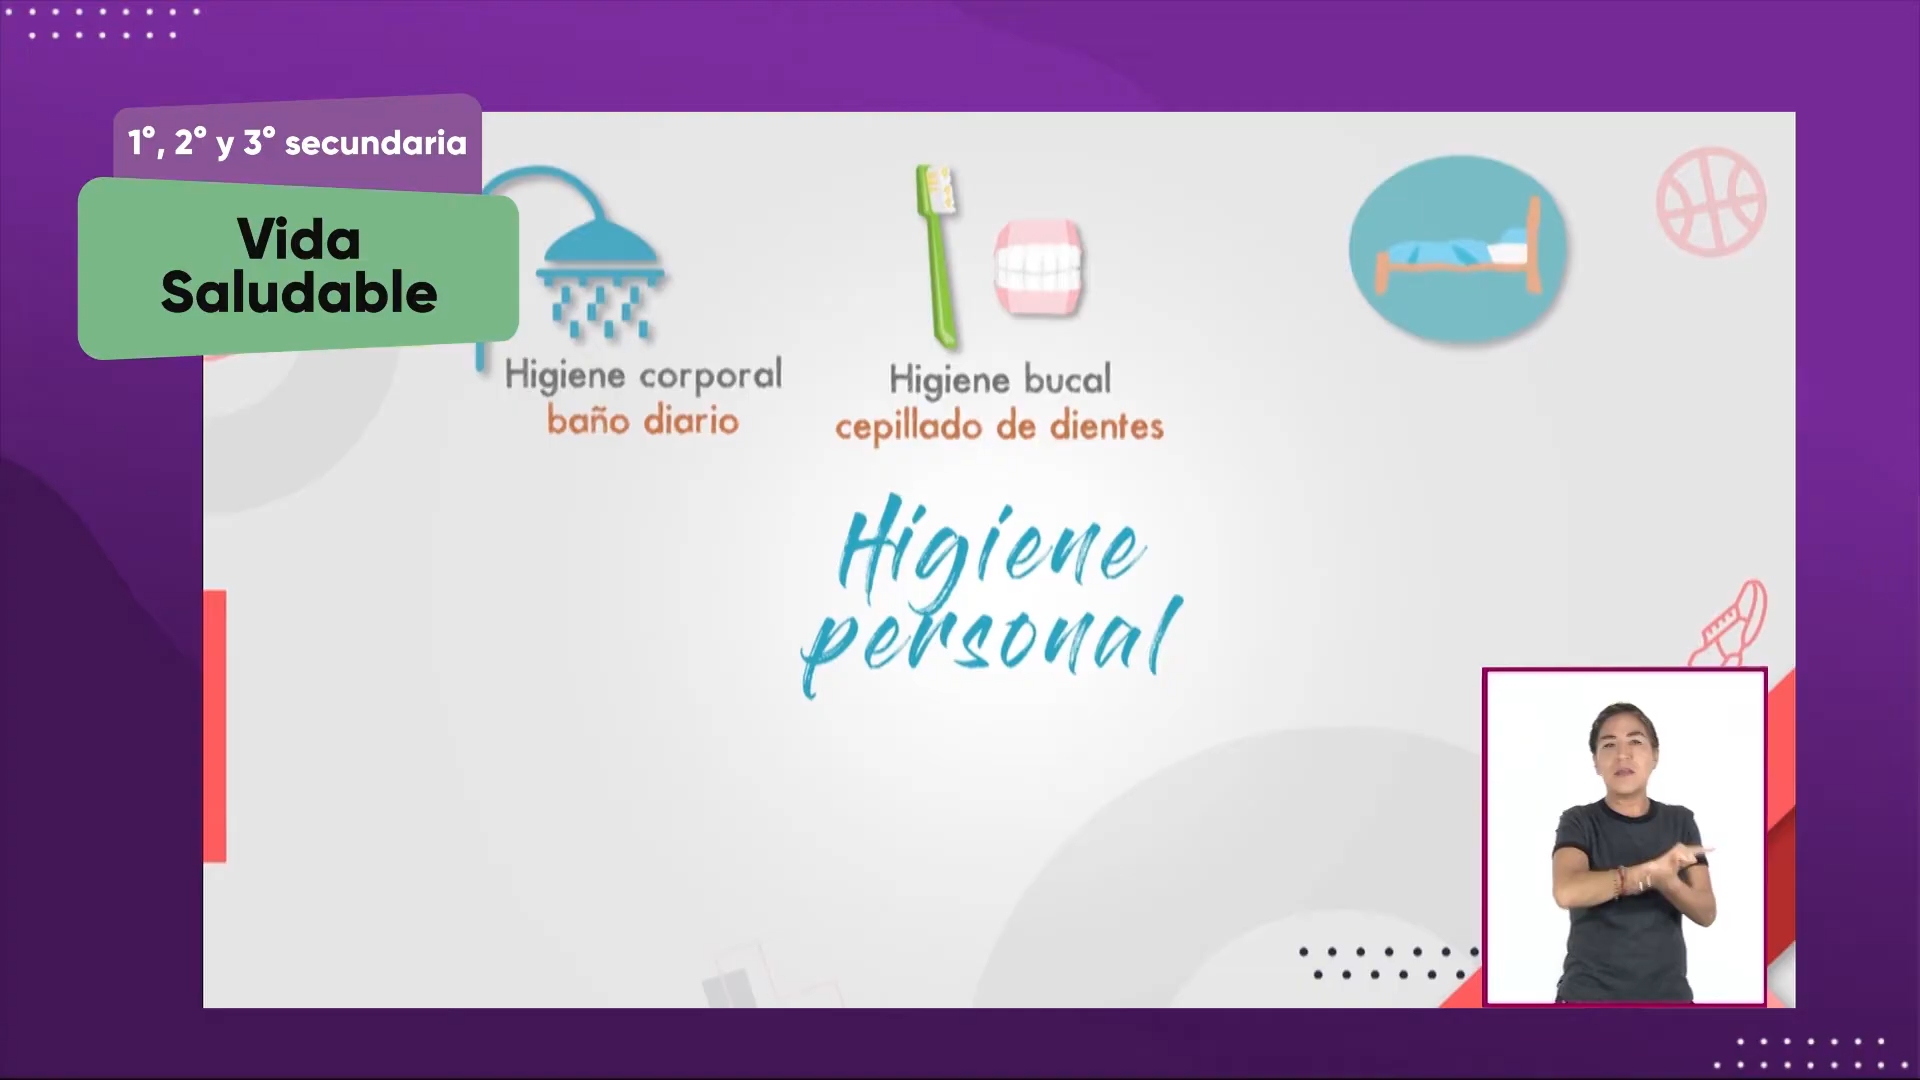 1°, 2° y 3° secundaria
Vida
Saludable
Higiene corporal
baño diario
Higiene bucal
cepillado de dientes
Higiene
personal